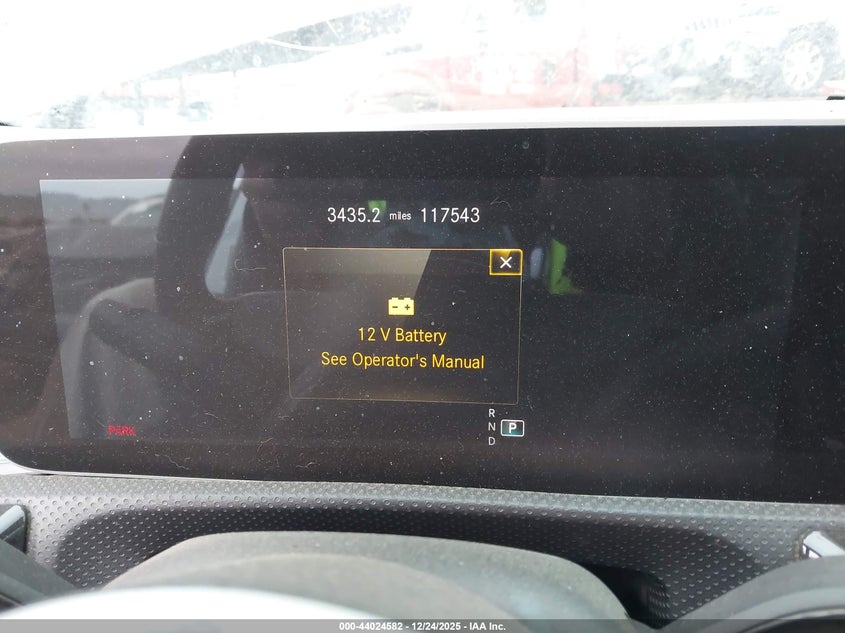 3435.2 miles 117543
12 V Battery
See Operator's Manual
R
N P
D
PARK
000-44024582 - 12/24/2025 - IAA Inc.